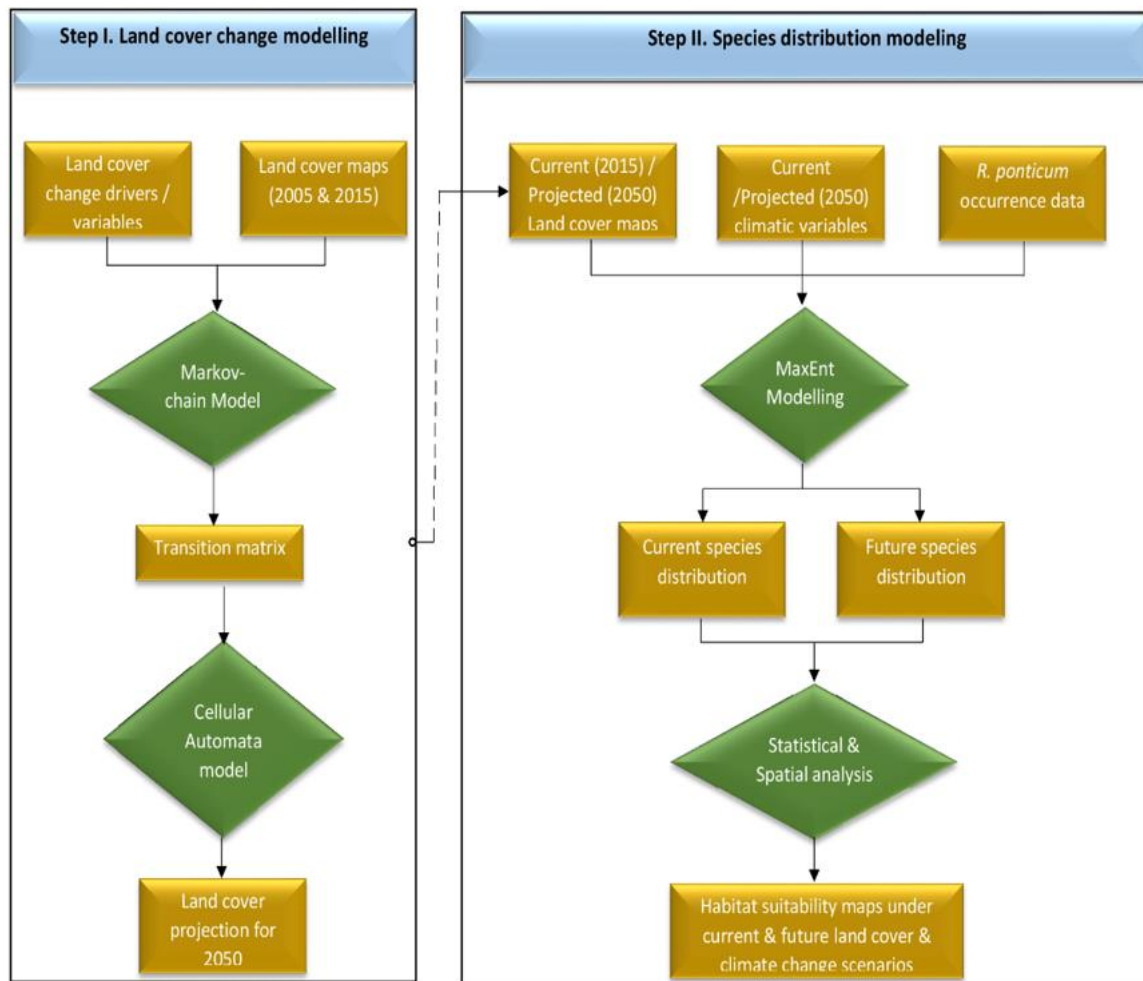 Step I. Land cover change modelling
Land cover
change drivers /
variables
Land cover maps
(2005 & 2015)
Markov-
chain Model
Transition matrix
Cellular
Automata
model
Land cover
projection for
2050
Step II. Species distribution modeling
Current (2015) /
Projected (2050)
Land cover maps
Current
/Projected (2050)
climatic variables
R. ponticum
occurrence data
MaxEnt
Modelling
Current species
distribution
Future species
distribution
Statistical &
Spatial analysis
Habitat suitability maps under
current & future land cover &
climate change scenarios